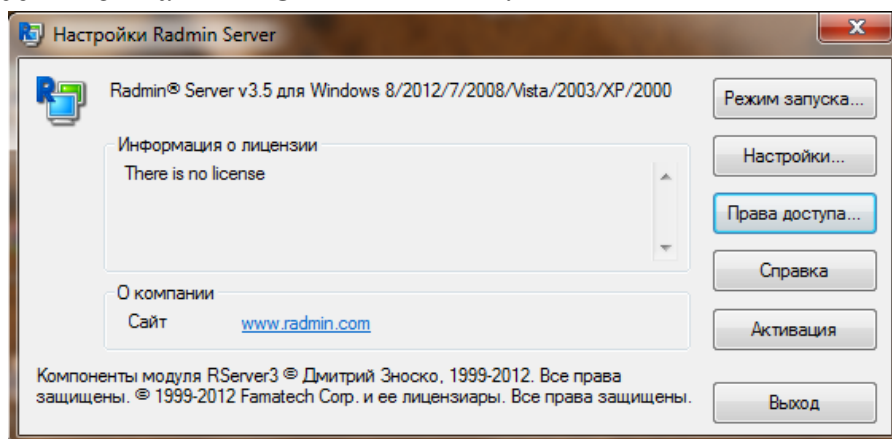 Настройки Radmin Server
Radmin® Server v3.5 для Windows 8/2012/7/2008/Vista/2003/XP/2000
Режим запуска...
Информация о лицензии
There is no license
Настройки...
Права доступа...
Справка
О компании
Сайт www.radmin.com
Активация
Компоненты модуля RServer3 © Дмитрий Зноско, 1999-2012. Все права
защищены. © 1999-2012 Famatech Corp. и ее лицензиары. Все права защищены.
Выход